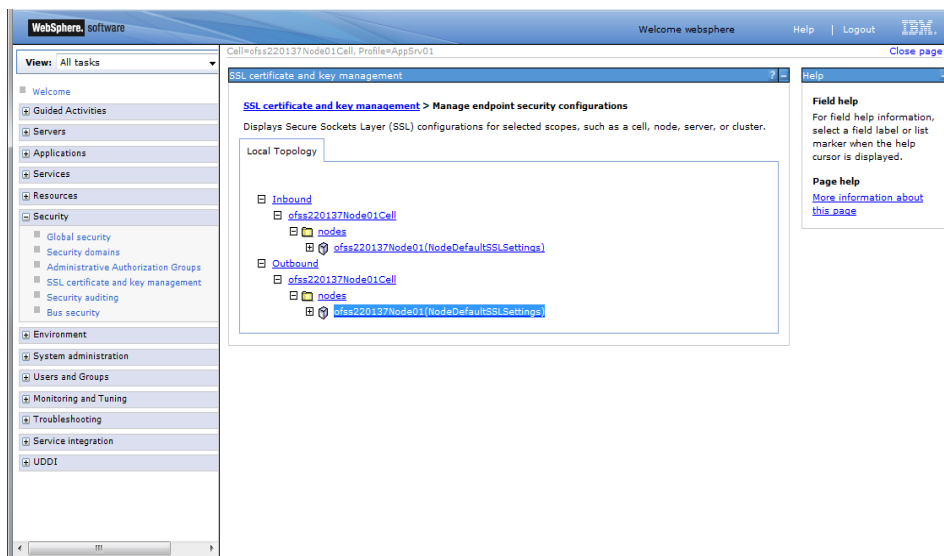 WebSphere. software
Welcome websphere
Help | Logout
IBM.
View: All tasks
Cell=ofss220137Node01Cell, Profile=AppSrv01
Close page
Welcome
Guided Activities
Servers
Applications
Services
Resources
Security
Global security
Security domains
Administrative Authorization Groups
SSL certificate and key management
Security auditing
Bus security
Environment
System administration
Users and Groups
Monitoring and Tuning
Troubleshooting
Service integration
UDDI
SSL certificate and key management
?
SSL certificate and key management > Manage endpoint security configurations
Displays Secure Sockets Layer (SSL) configurations for selected scopes, such as a cell, node, server, or cluster.
Local Topology
Inbound
ofss220137Node01Cell
nodes
ofss220137Node01(NodeDefaultSSLSettings)
Outbound
ofss220137Node01Cell
nodes
ofss220137Node01(NodeDefaultSSLSettings)
Help
Field help
For field help information,
select a field label or list
marker when the help
cursor is displayed.
Page help
More information about
this page